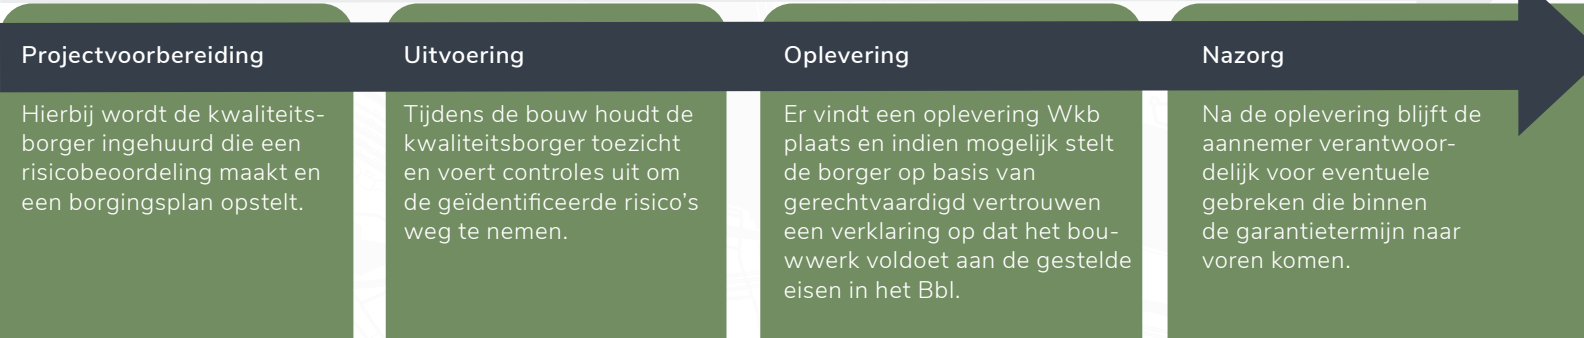 Projectvoorbereiding
Hierbij wordt de kwaliteits-
borger ingehuurd die een
risicobeoordeling maakt en
een borgingsplan opstelt.
Uitvoering
Tijdens de bouw houdt de
kwaliteitsborger toezicht
en voert controles uit om
de geïdentificeerde risico's
weg te nemen.
Oplevering
Er vindt een oplevering Wkb
plaats en indien mogelijk stelt
de borger op basis van
gerechtvaardigd vertrouwen
een verklaring op dat het bou-
wwerk voldoet aan de gestelde
eisen in het Bbl.
Nazorg
Na de oplevering blijft de
aannemer verantwoor-
delijk voor eventuele
gebreken die binnen
de garantietermijn naar
voren komen.